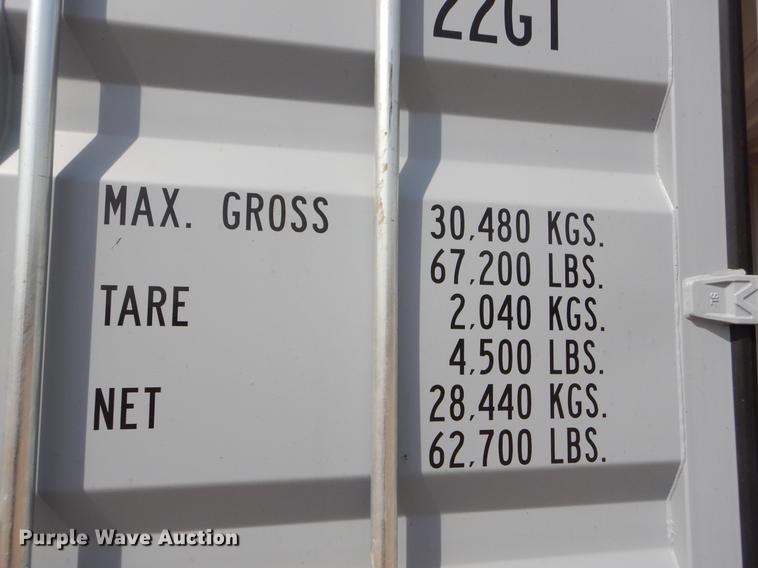 22G1
MAX. GROSS 30,480 KGS.
67,200 LBS.
TARE 2,040 KGS.
4,500 LBS.
NET 28,440 KGS.
62,700 LBS.
Purple Wave Auction